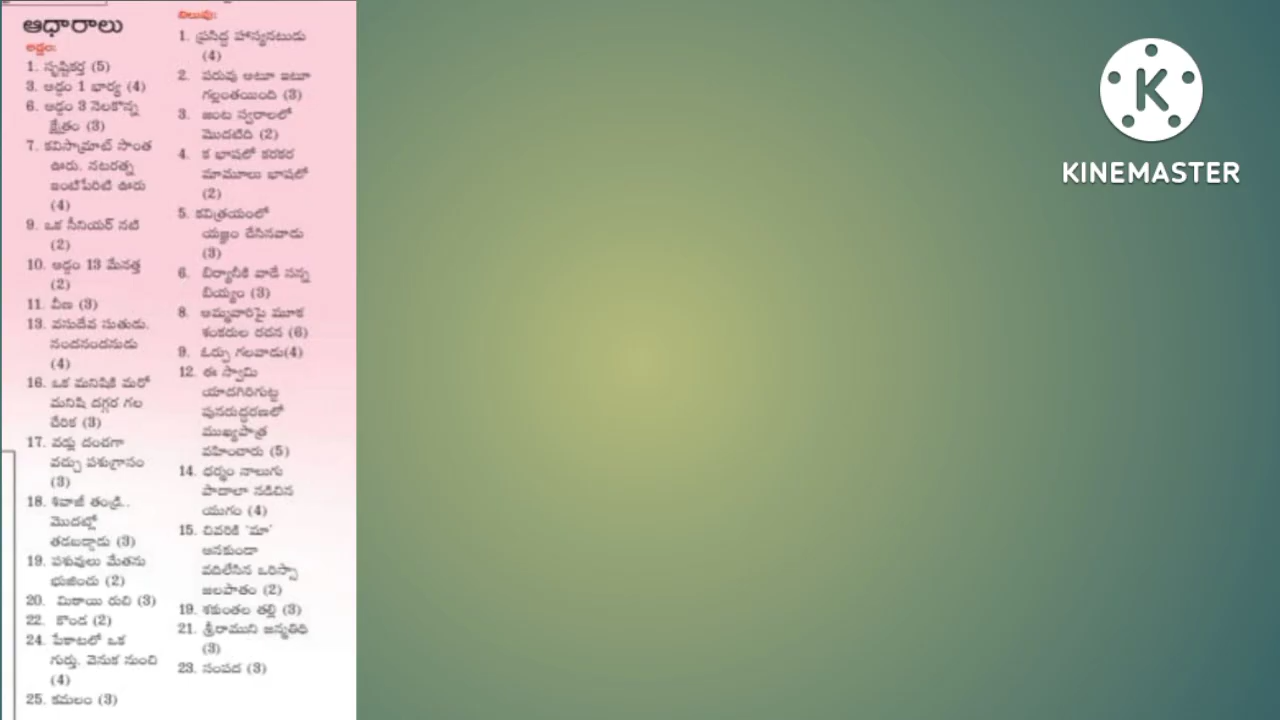 ఆధారాలు
అడ్డం:
1. సృష్టికర్త (5)
3. అడ్డం 1 భార్య (4)
6. అడ్డం 3 నెలకొన్న
క్షేత్రం (3)
7. కవిసామ్రాట్ సొంత
ఊరు. నటరత్న
ఇంటిపేరిటి ఊరు
(4)
9. ఒక సీనియర్ నటి
(2)
10. అడ్డం 13 మేనత్త
(2)
11. వీణ (3)
13. వసుదేవ సుతుడు.
నందనందనుడు
(4)
16. ఒక మనిషికి మరో
మనిషి దగ్గర గల
చేరిక (3)
17. వడ్లు దంచగా
వచ్చు పశుగ్రాసం
(3)
18. శివాజీ తండ్రి..
మొదట్లో
తడబడ్డాడు (3)
19. పశువులు మేతను
భుజించు (2)
20. మిఠాయి రుచి (3)
22. కొండ (2)
24. పేకాటలో ఒక
గుర్తు. వెనుక నుంచి
(4)
25. కమలం (3)
నిలువు:
1. ప్రసిద్ధ హాస్యనటుడు
(4)
2. పరువు అటూ ఇటూ
గల్లంతయింది (3)
3. జంట స్వరాలలో
మొదటిది (2)
4. క భాషలో కరకర
మామూలు భాషలో
(2)
5. కవిత్రయంలో
యజ్ఞం చేసినవాడు
(3)
6. బిర్యానీకి వాడే సన్న
బియ్యం (3)
8. అమ్మవారిపై మూక
శంకరుల రచన (6)
9. ఓర్పు గలవాడు(4)
12. ఈ స్వామి
యాదగిరిగుట్ట
పునరుద్ధరణలో
ముఖ్యపాత్ర
వహించారు (5)
14. ధర్మం నాలుగు
పాదాలా నడిచిన
యుగం (4)
15. చివరికి 'మా'
అనకుండా
వదిలేసిన ఒరిస్సా
జలపాతం (2)
19. శకుంతల తల్లి (3)
21. శ్రీరాముని జన్మతిథి
(3)
23. సంపద (3)
K
KINEMASTER